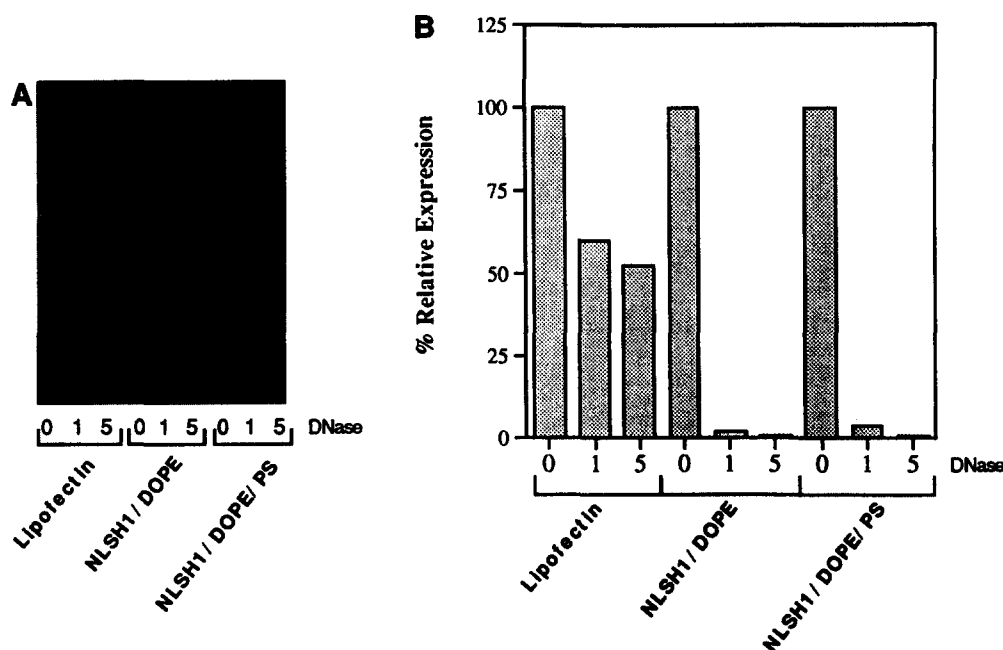 A
0 1 5 0 1 5 0 1 5 DNase
Lipofectin
NLSH1 / DOPE
NLSH1 / DOPE/ PS
B
% Relative Expression
125
100
75
50
25
0
0 1 5 0 1 5 0 1 5 DNase
Lipofectin
NLSH1 / DOPE
NLSH1 / DOPE/ PS